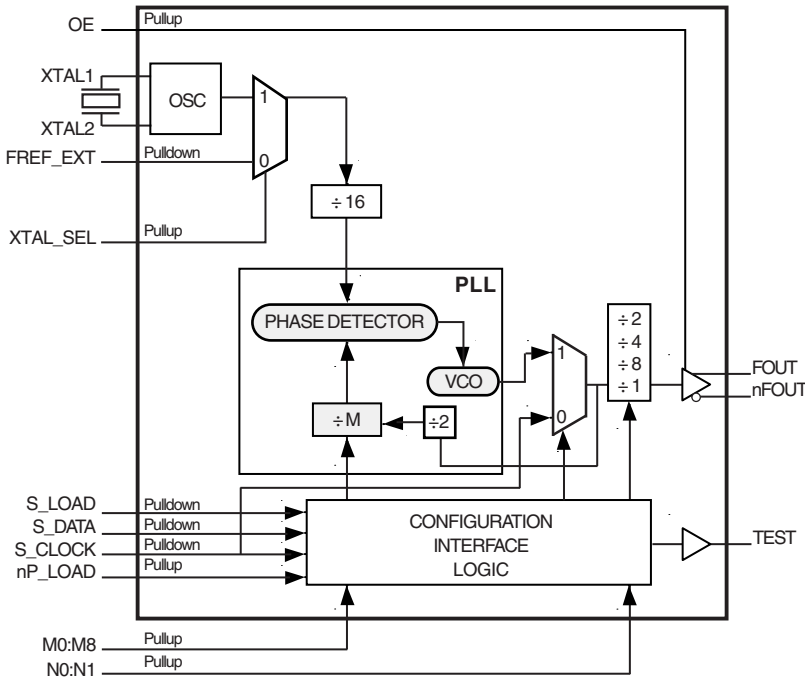 OE Pullup
XTAL1
OSC
XTAL2
1
0
FREF_EXT Pulldown
XTAL_SEL Pullup
÷ 16
PLL
PHASE DETECTOR
VCO
÷ M
÷2
1
0
÷ 2
÷ 4
÷ 8
÷ 1
FOUT
nFOUT
S_LOAD Pulldown
S_DATA Pulldown
S_CLOCK Pulldown
nP_LOAD Pullup
CONFIGURATION
INTERFACE
LOGIC
TEST
M0:M8 Pullup
N0:N1 Pullup